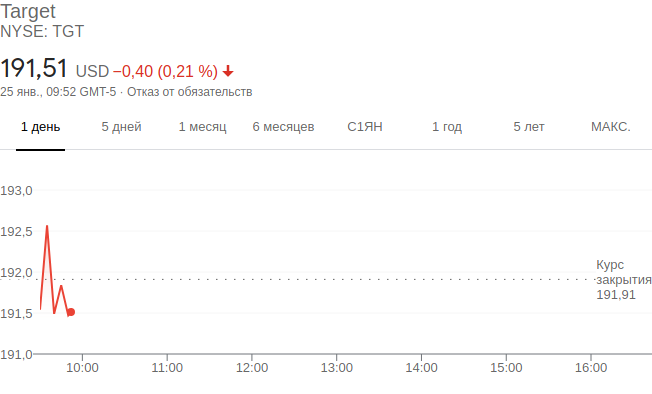 Target
NYSE: TGT
191,51 USD −0,40 (0,21 %)
25 янв., 09:52 GMT-5 · Отказ от обязательств
1 день 5 дней 1 месяц 6 месяцев С1ЯН 1 год 5 лет МАКС.
193,0
192,5
192,0
191,5
191,0
Курс
закрытия
191,91
10:00 11:00 12:00 13:00 14:00 15:00 16:00